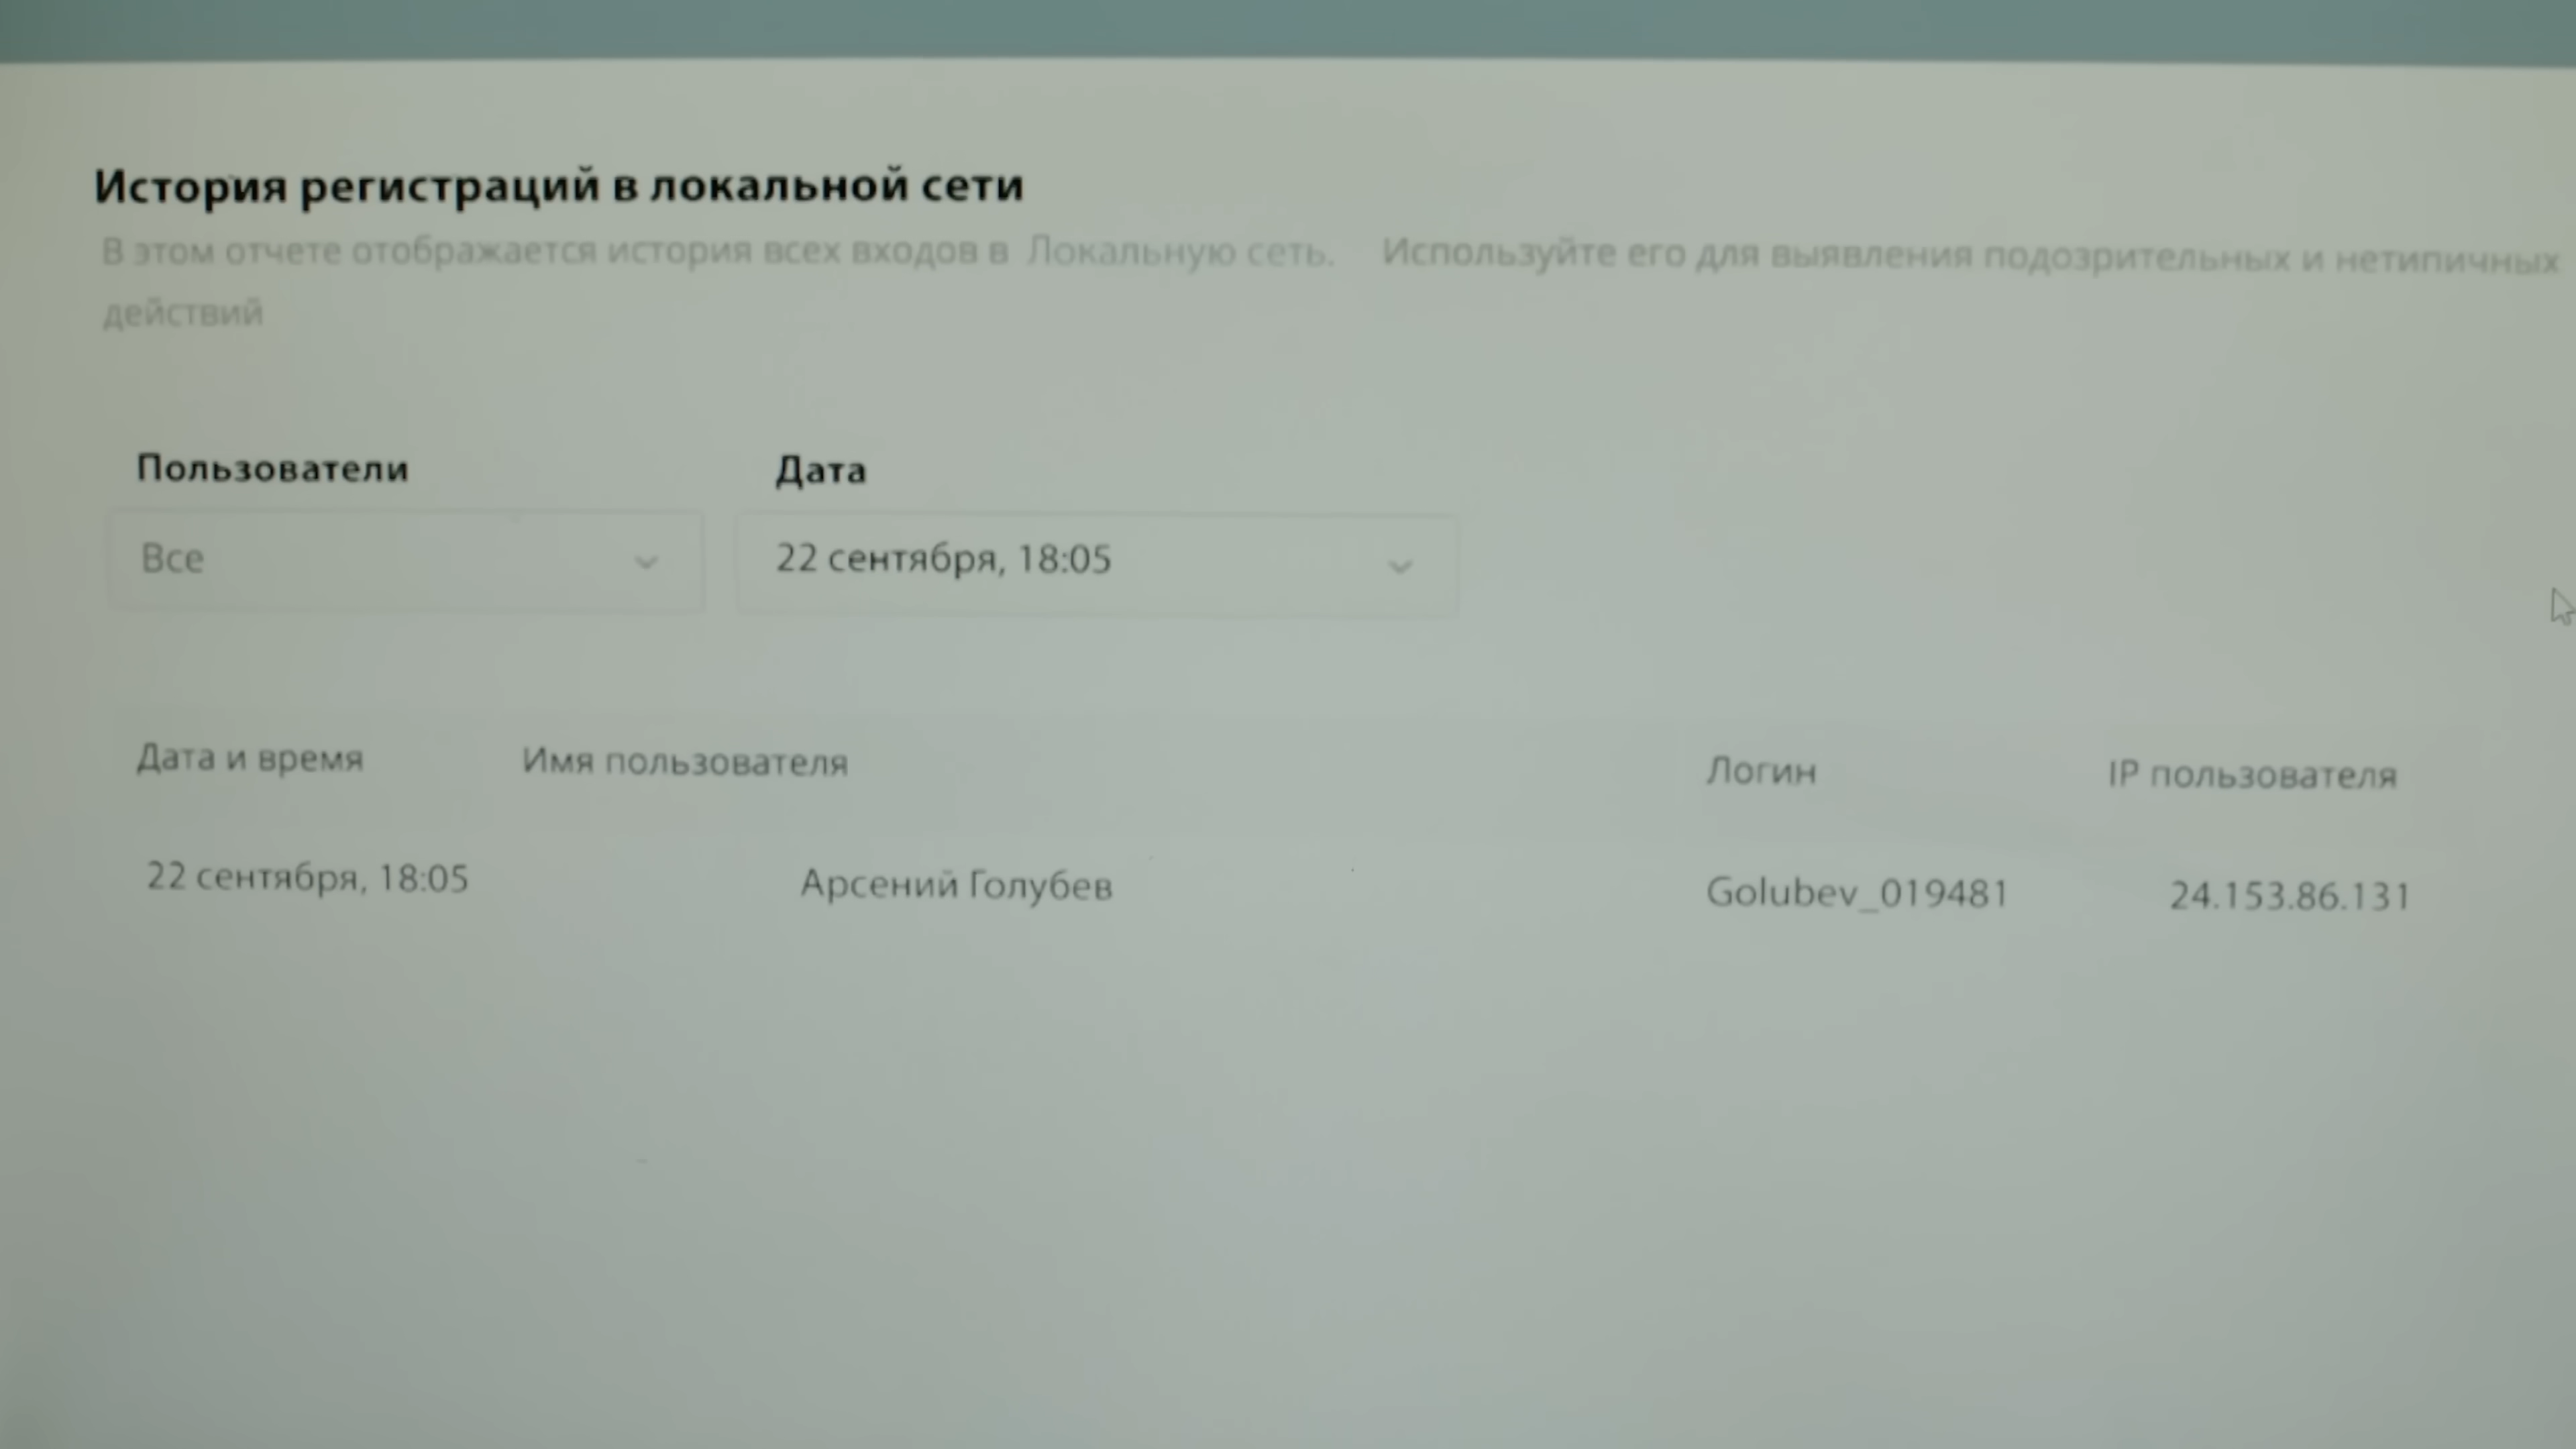 История регистраций в локальной сети
В этом отчете отображается история всех входов в Локальную сеть. Используйте его для выявления подозрительных и нетипичных
действий
Пользователи Дата
Все 22 сентября, 18:05
Дата и время Имя пользователя Логин IP пользователя
22 сентября, 18:05 Арсений Голубев Golubev_019481 24.153.86.131